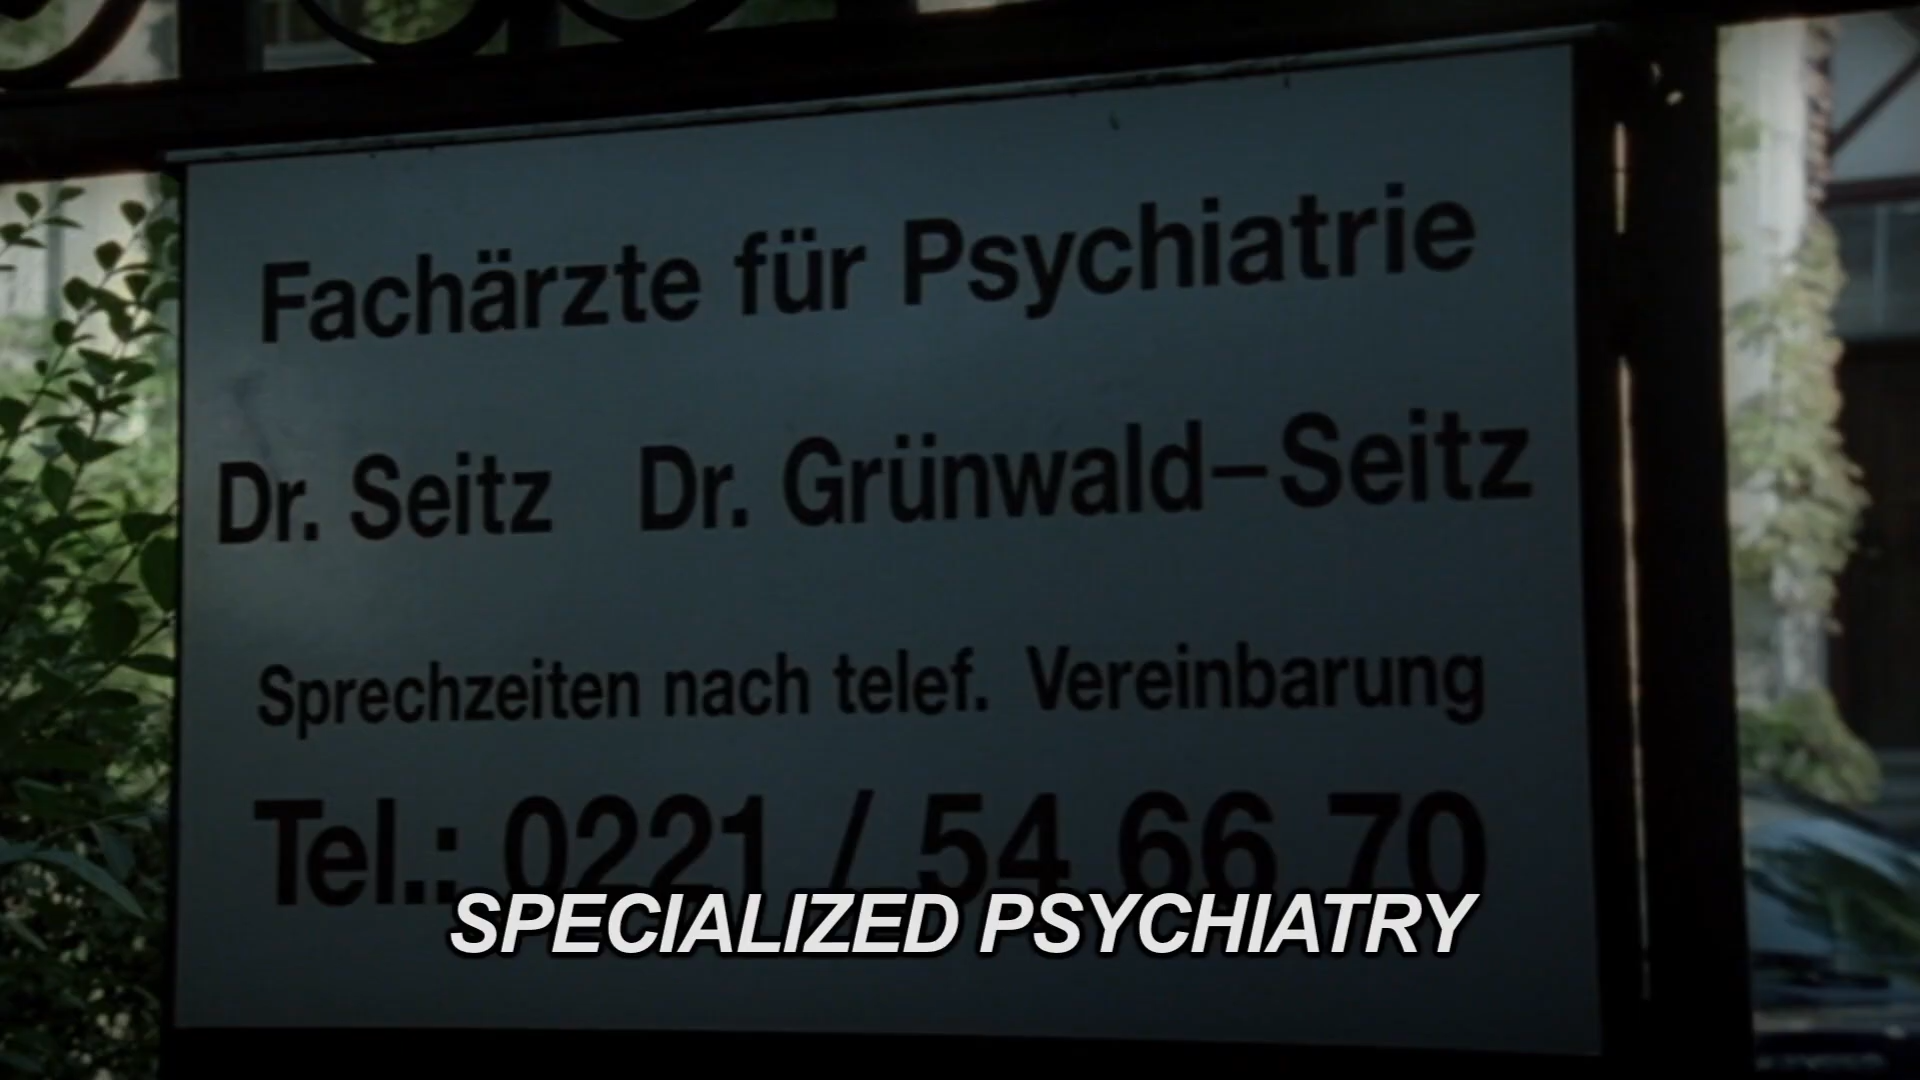 Fachärzte für Psychiatrie
Dr. Seitz Dr. Grünwald-Seitz
Sprechzeiten nach telef. Vereinbarung
Tel.: 0221 / 54 66 70
SPECIALIZED PSYCHIATRY